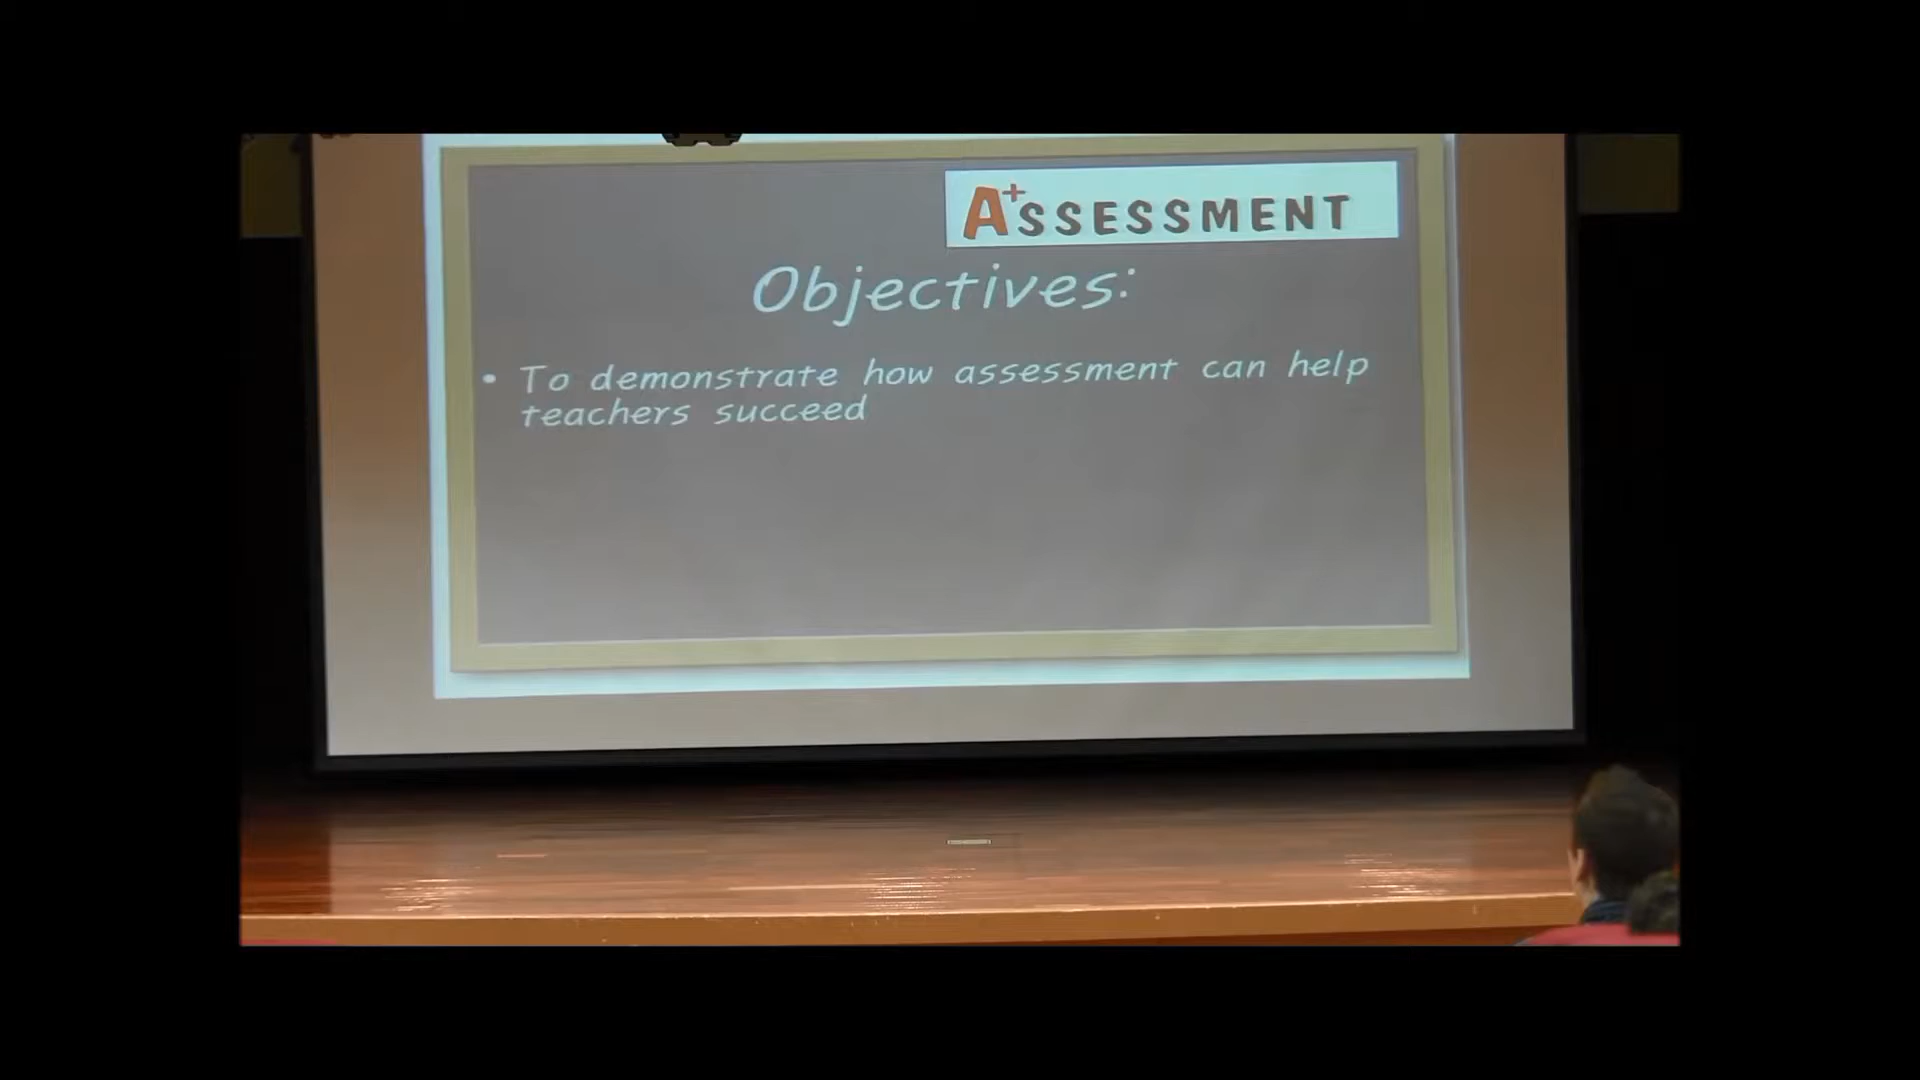 A+SSESSMENT
Objectives:
• To demonstrate how assessment can help
teachers succeed